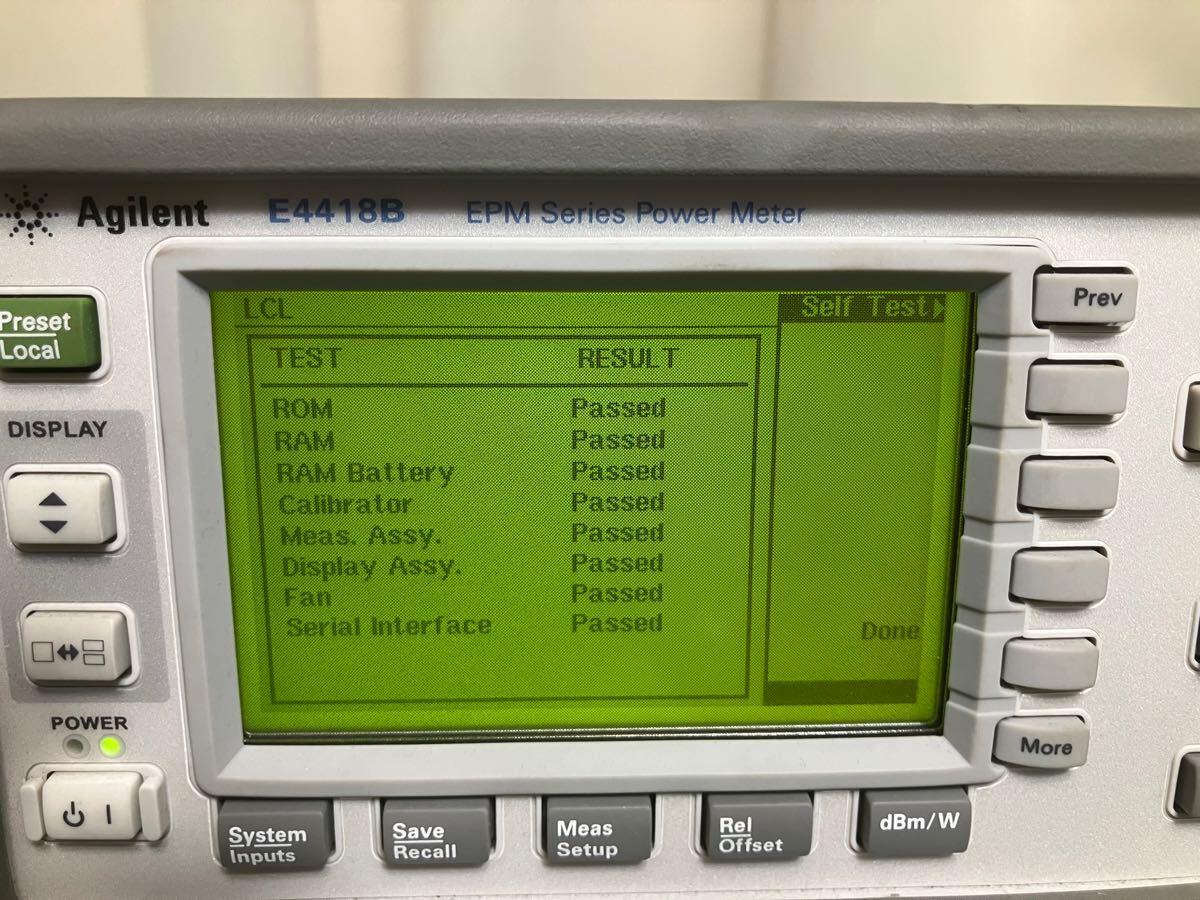 Agilent E4418B EPM Series Power Meter
Preset
Local
DISPLAY
POWER
LCL
Self Test
TEST RESULT
ROM Passed
RAM Passed
RAM Battery Passed
Calibrator Passed
Meas. Assy. Passed
Display Assy. Passed
Fan Passed
Serial Interface Passed
Done
Prev
More
System
Inputs
Save
Recall
Meas
Setup
Rel
Offset
dBm/W